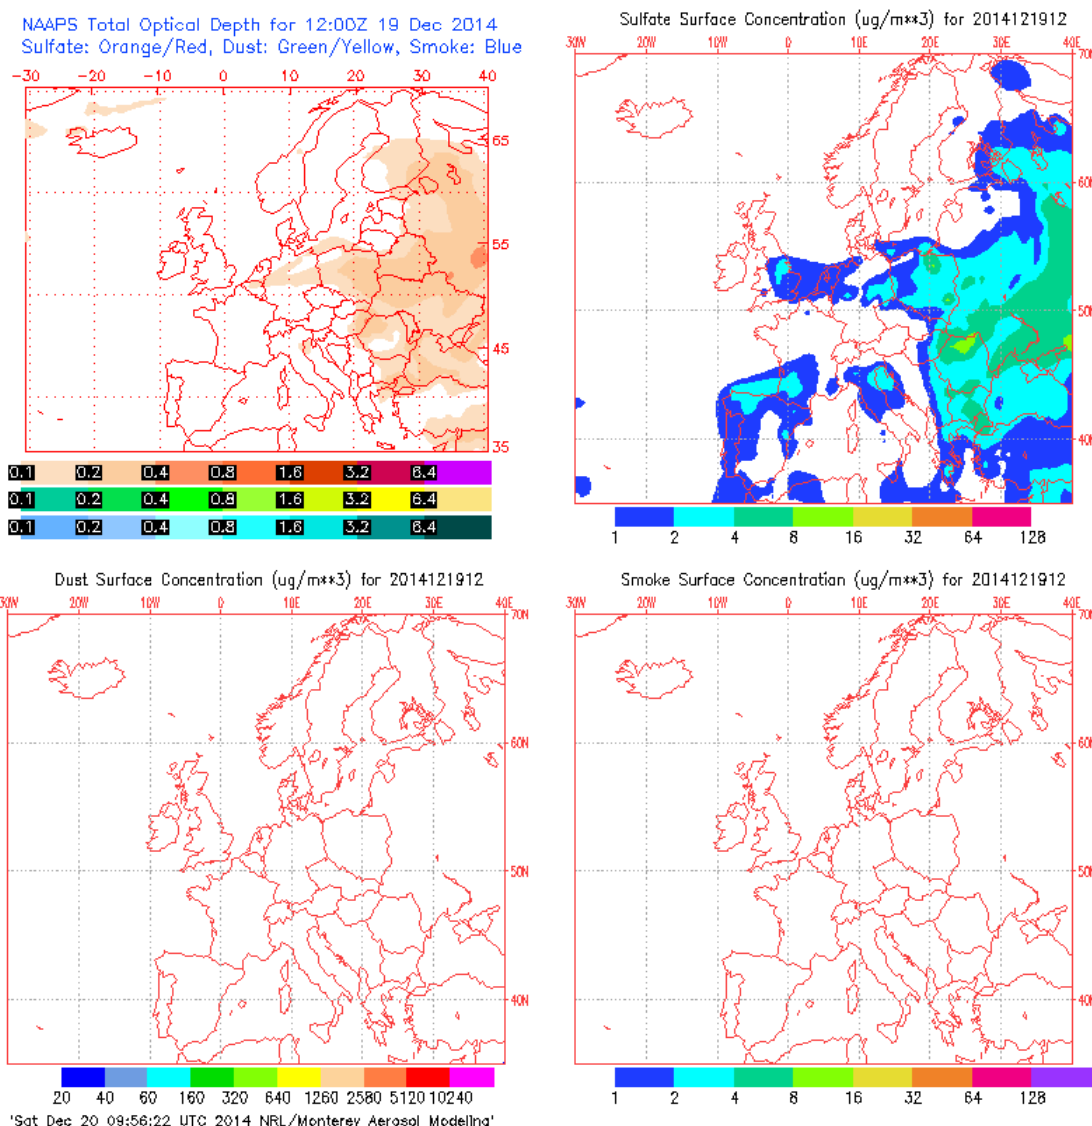 NAAPS Total Optical Depth for 12:00Z 19 Dec 2014
Sulfate: Orange/Red, Dust: Green/Yellow, Smoke: Blue
-30 -20 -10 0 10 20 30 40
65
55
45
35
0.1 0.2 0.4 0.8 1.6 3.2 6.4
0.1 0.2 0.4 0.8 1.6 3.2 6.4
0.1 0.2 0.4 0.8 1.6 3.2 6.4
Sulfate Surface Concentration (ug/m**3) for 2014121912
30W 20W 10W 0 10E 20E 30E 40E
70N
60N
50N
40N
1 2 4 8 16 32 64 128
Dust Surface Concentration (ug/m**3) for 2014121912
30W 20W 10W 0 10E 20E 30E 40E
70N
60N
50N
40N
20 40 60 160 320 640 1260 2580 5120 10240
'Sat Dec 20 09:56:22 UTC 2014 NRL/Monterey Aerosol Modeling'
Smoke Surface Concentration (ug/m**3) for 2014121912
30W 20W 10W 0 10E 20E 30E 40E
70N
60N
50N
40N
1 2 4 8 16 32 64 128